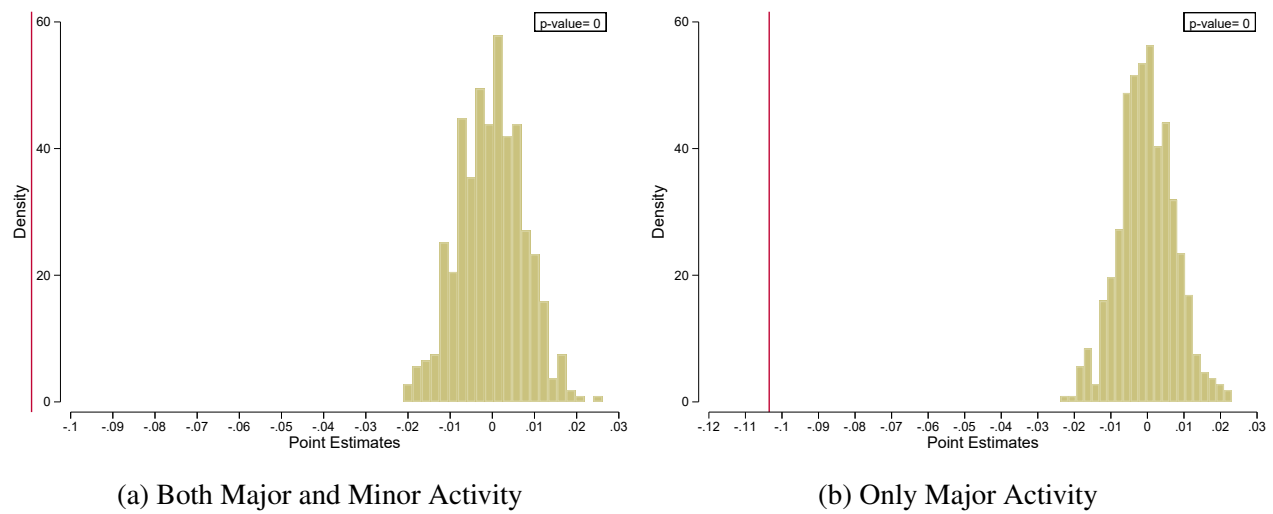 p-value= 0
60
40
20
0
Density
-.1 -.09 -.08 -.07 -.06 -.05 -.04 -.03 -.02 -.01 0 .01 .02 .03
Point Estimates
(a) Both Major and Minor Activity
p-value= 0
60
40
20
0
Density
-.12 -.11 -.1 -.09 -.08 -.07 -.06 -.05 -.04 -.03 -.02 -.01 0 .01 .02 .03
Point Estimates
(b) Only Major Activity